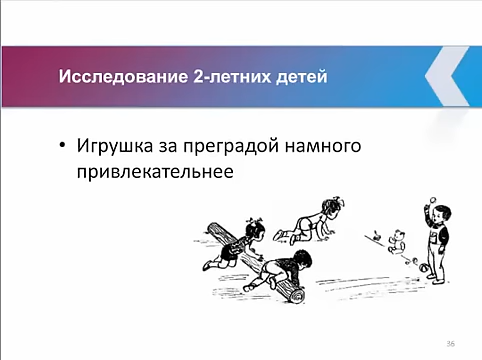 Исследование 2-летних детей
• Игрушка за преградой намного
привлекательнее
36